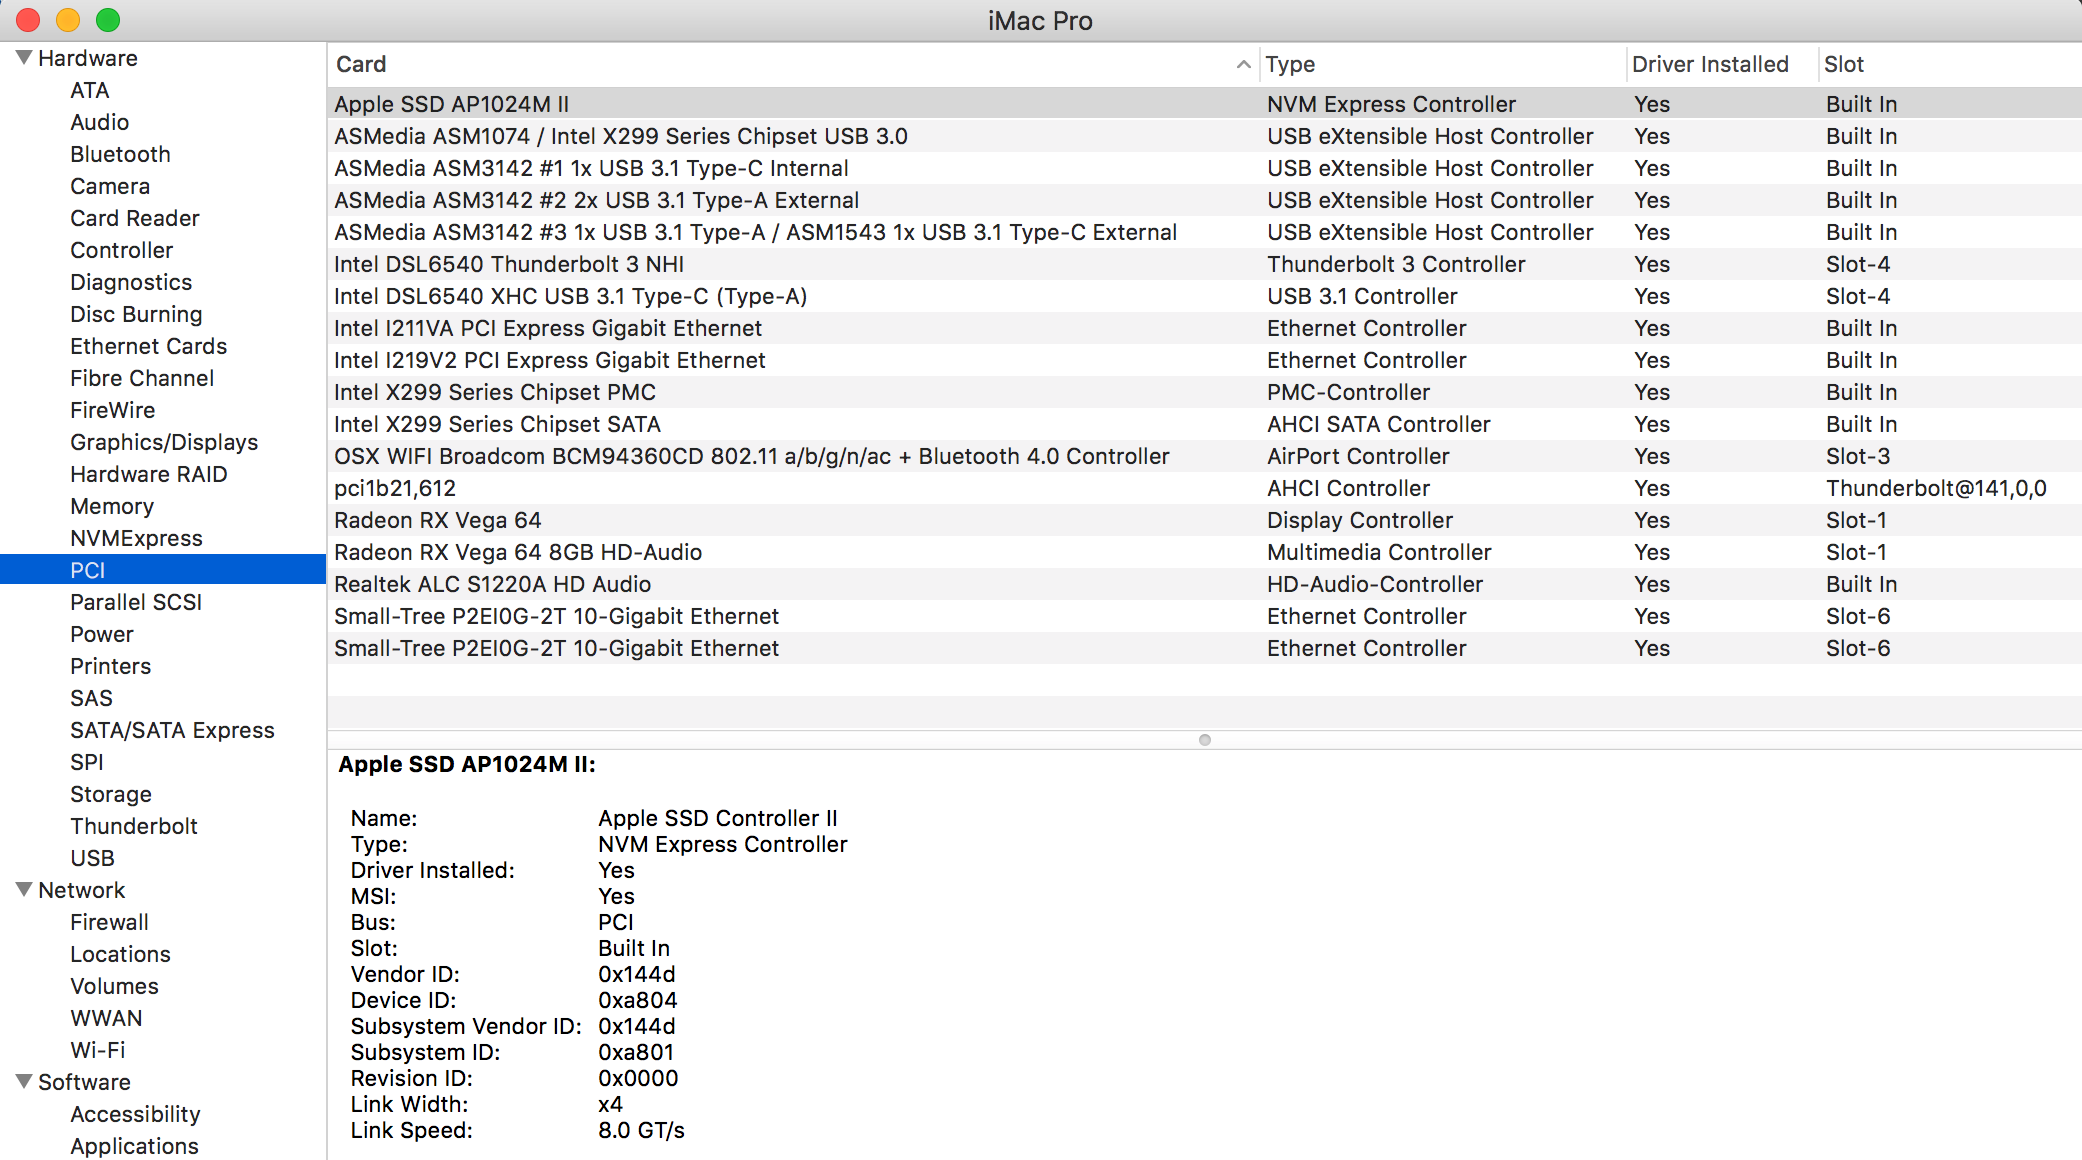 iMac Pro
Hardware
ATA
Audio
Bluetooth
Camera
Card Reader
Controller
Diagnostics
Disc Burning
Ethernet Cards
Fibre Channel
FireWire
Graphics/Displays
Hardware RAID
Memory
NVMExpress
PCI
Parallel SCSI
Power
Printers
SAS
SATA/SATA Express
SPI
Storage
Thunderbolt
USB
Network
Firewall
Locations
Volumes
WWAN
Wi-Fi
Software
Accessibility
Applications
Card Type Driver Installed Slot
Apple SSD AP1024M II NVM Express Controller Yes Built In
ASMedia ASM1074 / Intel X299 Series Chipset USB 3.0 USB eXtensible Host Controller Yes Built In
ASMedia ASM3142 #1 1x USB 3.1 Type-C Internal USB eXtensible Host Controller Yes Built In
ASMedia ASM3142 #2 2x USB 3.1 Type-A External USB eXtensible Host Controller Yes Built In
ASMedia ASM3142 #3 1x USB 3.1 Type-A / ASM1543 1x USB 3.1 Type-C External USB eXtensible Host Controller Yes Built In
Intel DSL6540 Thunderbolt 3 NHI Thunderbolt 3 Controller Yes Slot-4
Intel DSL6540 XHC USB 3.1 Type-C (Type-A) USB 3.1 Controller Yes Slot-4
Intel I211VA PCI Express Gigabit Ethernet Ethernet Controller Yes Built In
Intel I219V2 PCI Express Gigabit Ethernet Ethernet Controller Yes Built In
Intel X299 Series Chipset PMC PMC-Controller Yes Built In
Intel X299 Series Chipset SATA AHCI SATA Controller Yes Built In
OSX WIFI Broadcom BCM94360CD 802.11 a/b/g/n/ac + Bluetooth 4.0 Controller AirPort Controller Yes Slot-3
pci1b21,612 AHCI Controller Yes Thunderbolt@141,0,0
Radeon RX Vega 64 Display Controller Yes Slot-1
Radeon RX Vega 64 8GB HD-Audio Multimedia Controller Yes Slot-1
Realtek ALC S1220A HD Audio HD-Audio-Controller Yes Built In
Small-Tree P2EI0G-2T 10-Gigabit Ethernet Ethernet Controller Yes Slot-6
Small-Tree P2EI0G-2T 10-Gigabit Ethernet Ethernet Controller Yes Slot-6
Apple SSD AP1024M II:
Name: Apple SSD Controller II
Type: NVM Express Controller
Driver Installed: Yes
MSI: Yes
Bus: PCI
Slot: Built In
Vendor ID: 0x144d
Device ID: 0xa804
Subsystem Vendor ID: 0x144d
Subsystem ID: 0xa801
Revision ID: 0x0000
Link Width: x4
Link Speed: 8.0 GT/s